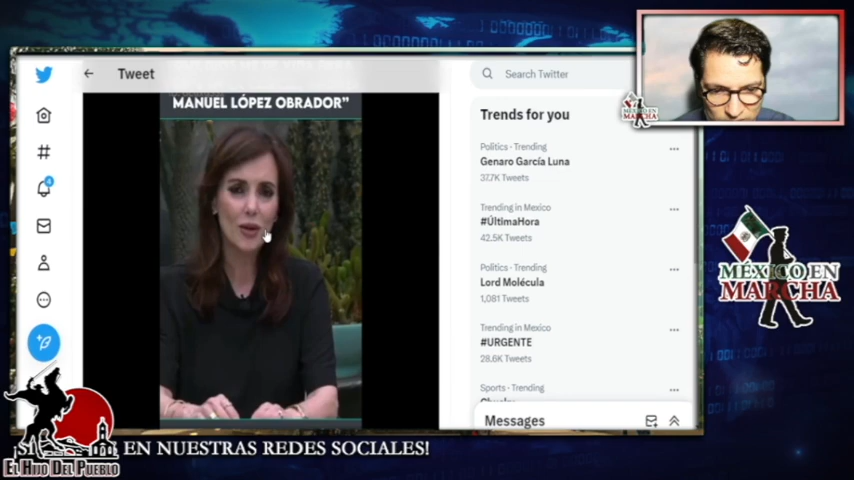 Tweet
MANUEL LÓPEZ OBRADOR”
Search Twitter
Trends for you
Politics · Trending
Genaro García Luna
37.7K Tweets
Trending in Mexico
#ÚltimaHora
42.5K Tweets
Politics · Trending
Lord Molécula
1,081 Tweets
Trending in Mexico
#URGENTE
28.6K Tweets
Sports · Trending
Messages
MÉXICO EN
MARCHA
MÉXICO EN
MARCHA
EN NUESTRAS REDES SOCIALES!
EL HIJO DEL PUEBLO